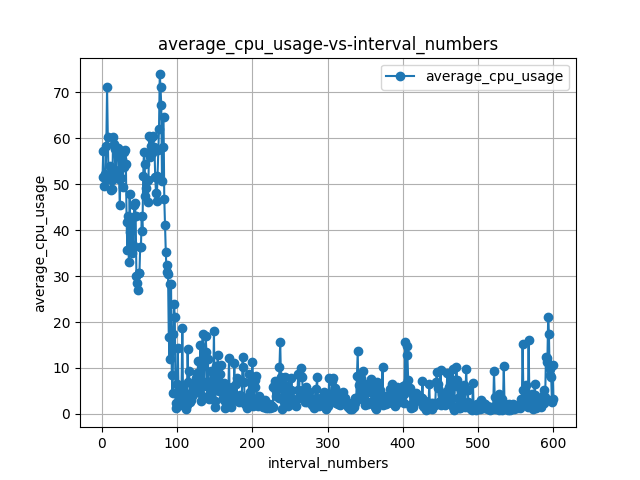 average_cpu_usage-vs-interval_numbers
average_cpu_usage
70
60
50
40
30
20
10
0
average_cpu_usage
0 100 200 300 400 500 600
interval_numbers